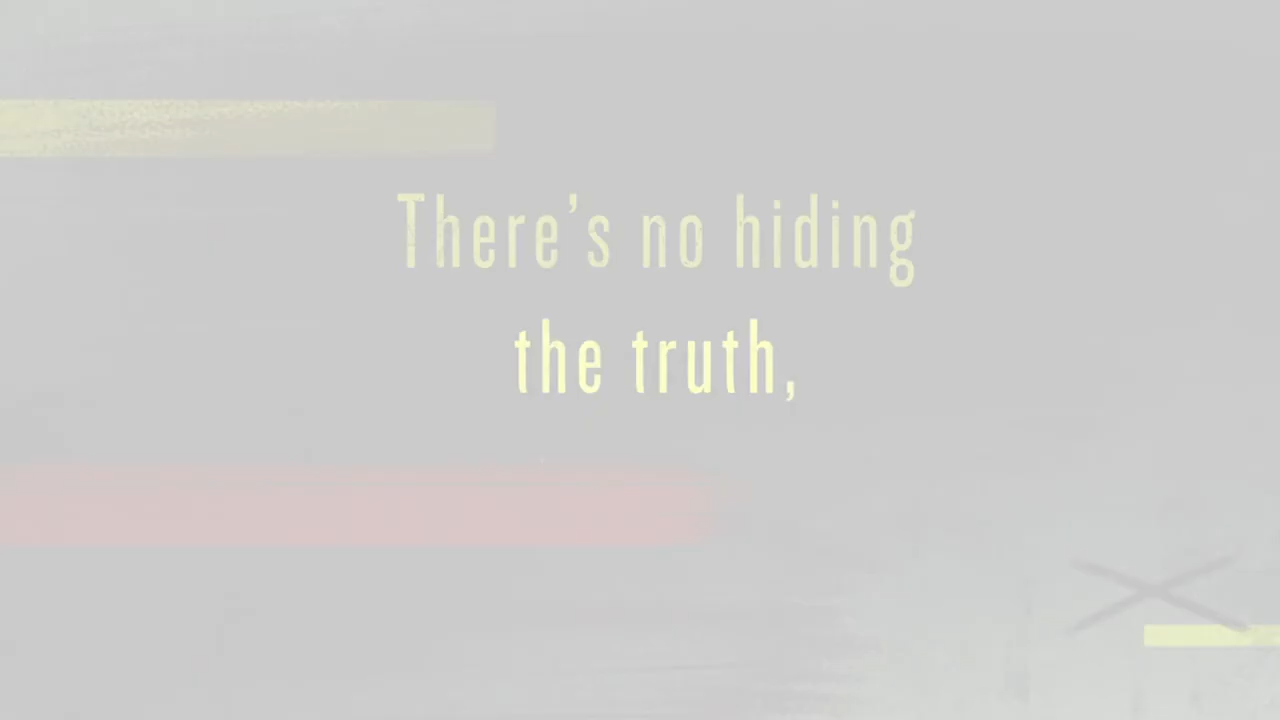 There’s no hiding
the truth,